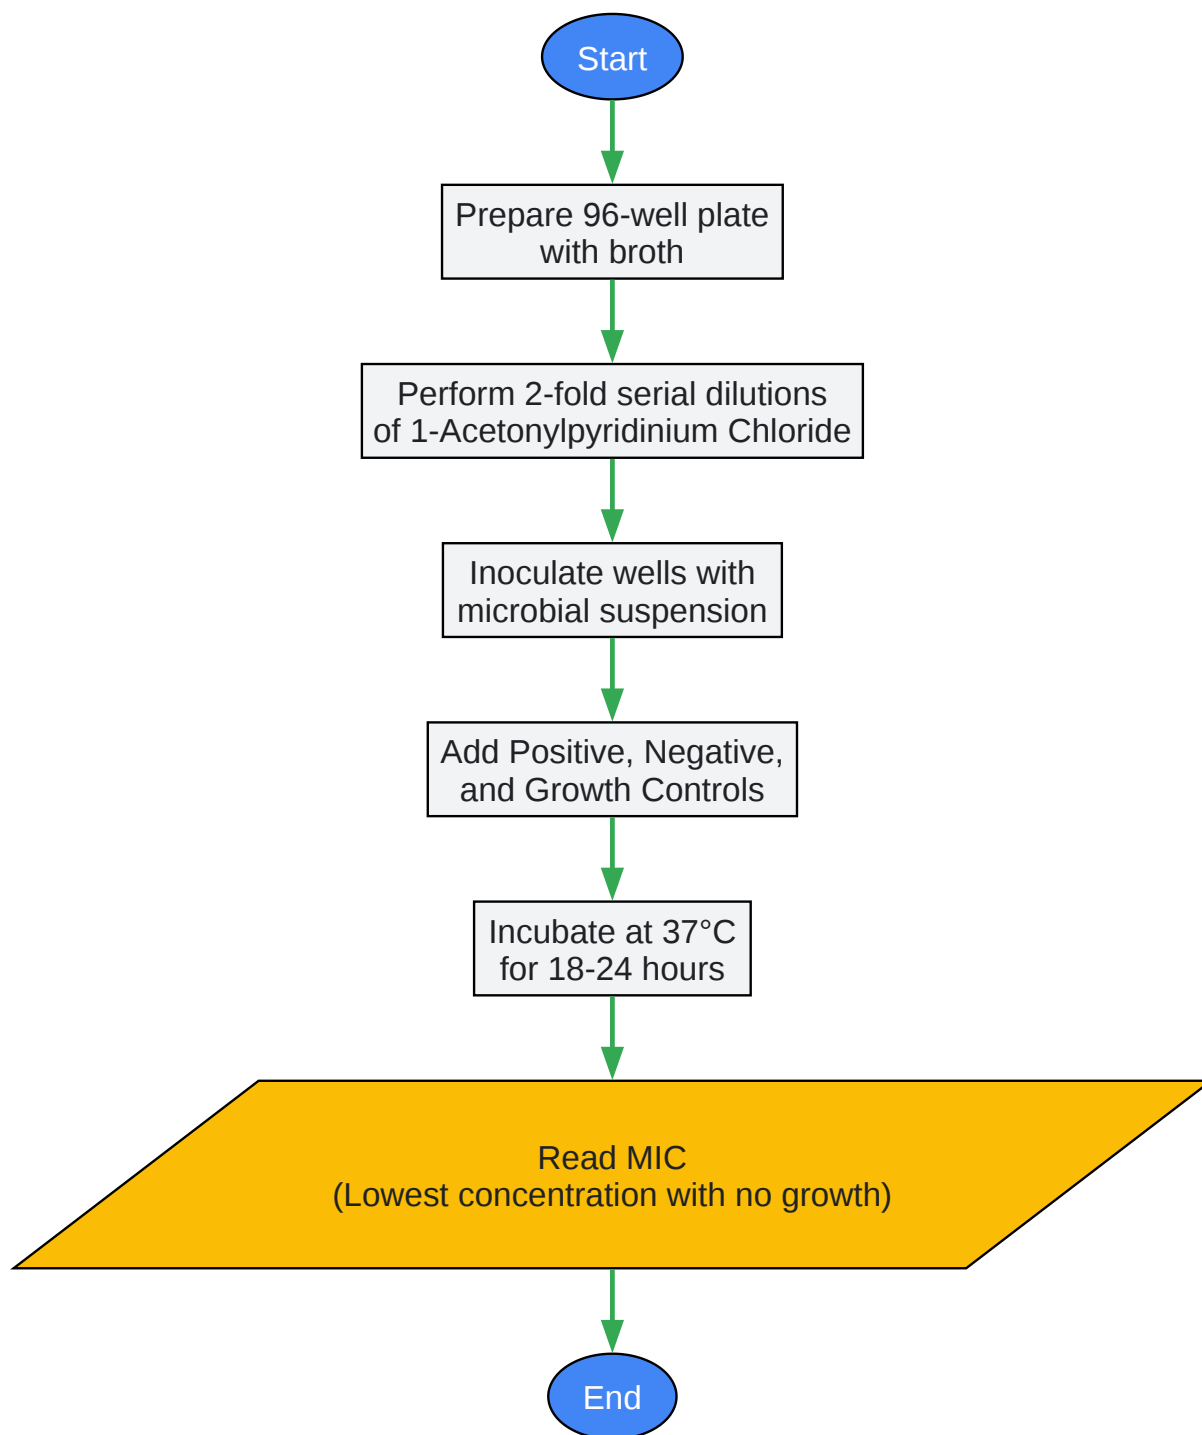 Start
Prepare 96-well plate
with broth
Perform 2-fold serial dilutions
of 1-Acetonylpyridinium Chloride
Inoculate wells with
microbial suspension
Add Positive, Negative,
and Growth Controls
Incubate at 37°C
for 18-24 hours
Read MIC
(Lowest concentration with no growth)
End